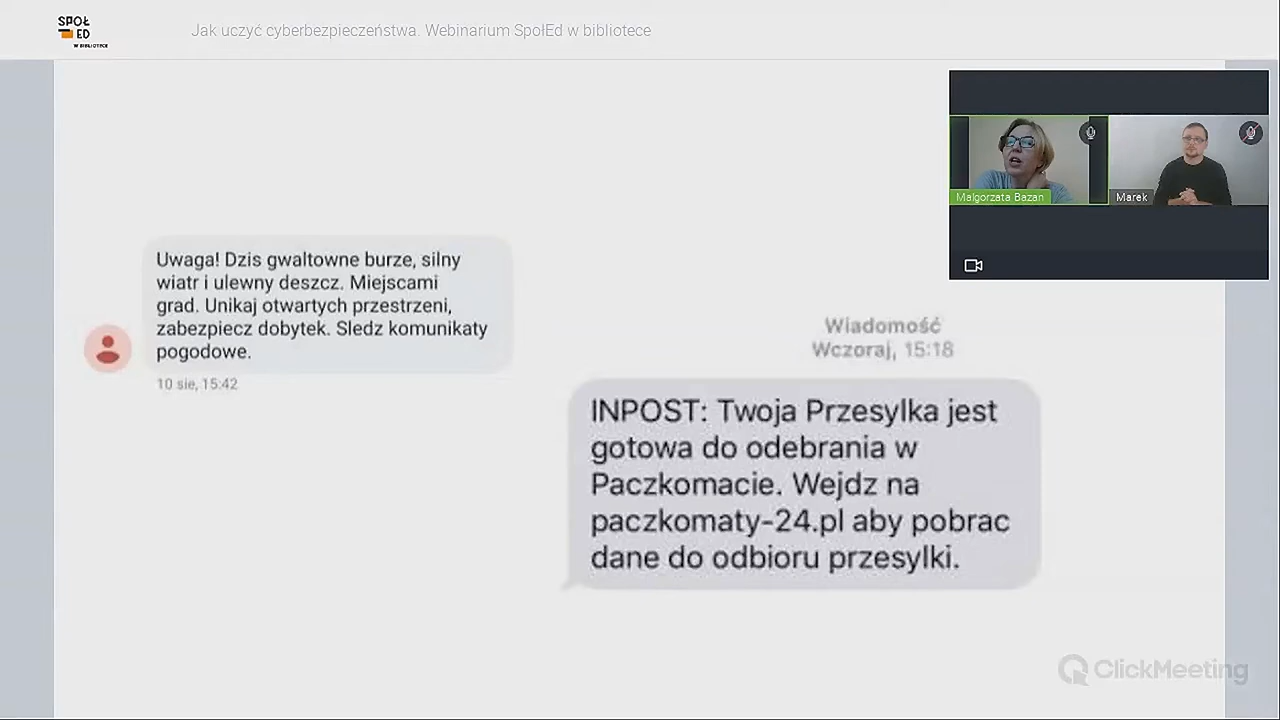 SPOŁ
ED
W BIBLIOTECE
Jak uczyć cyberbezpieczeństwa. Webinarium SpołEd w bibliotece
Malgorzata Bazan
Marek
Uwaga! Dzis gwaltowne burze, silny
wiatr i ulewny deszcz. Miejscami
grad. Unikaj otwartych przestrzeni,
zabezpiecz dobytek. Sledz komunikaty
pogodowe.
10 sie, 15:42
Wiadomość
Wczoraj, 15:18
INPOST: Twoja Przesylka jest
gotowa do odebrania w
Paczkomacie. Wejdz na
paczkomaty-24.pl aby pobrac
dane do odbioru przesylki.
ClickMeeting